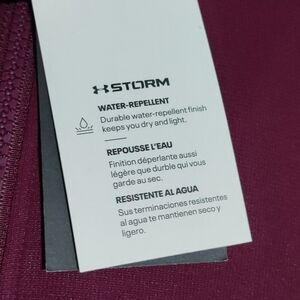 STORM
WATER-REPELLENT
Durable water-repellent finish
keeps you dry and light.
REPOUSSE L'EAU
Finition déperlante aussi
légère que durable qui vous
garde au sec.
RESISTENTE AL AGUA
Sus terminaciones resistentes
al agua te mantienen seco y
ligero.